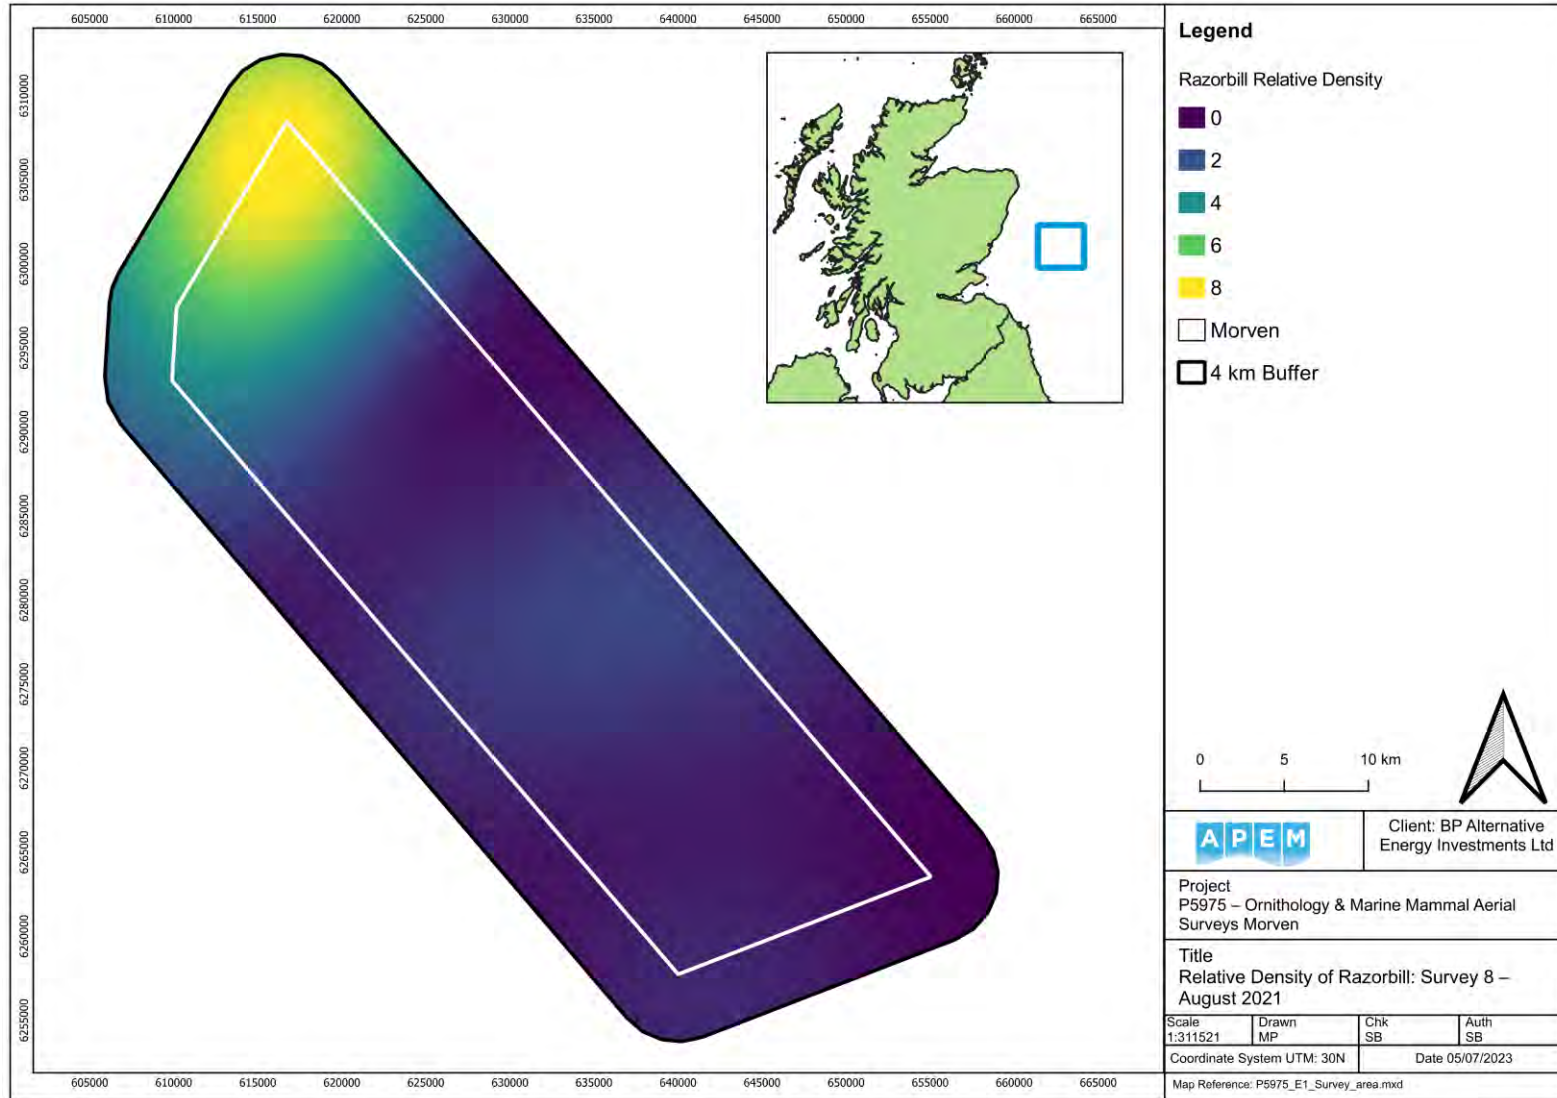 605000 610000 615000 620000 625000 630000 635000 640000 645000 650000 655000 660000 665000
6310000
6305000
6300000
6295000
6290000
6285000
6280000
6275000
6270000
6265000
6260000
6255000
605000 610000 615000 620000 625000 630000 635000 640000 645000 650000 655000 660000 665000
Legend
Razorbill Relative Density
0
2
4
6
8
Morven
4 km Buffer
0 5 10 km
APEM
Client: BP Alternative
Energy Investments Ltd
Project
P5975 – Ornithology & Marine Mammal Aerial
Surveys Morven
Title
Relative Density of Razorbill: Survey 8 –
August 2021
Scale Drawn Chk Auth
1:311521 MP SB SB
Coordinate System UTM: 30N Date 05/07/2023
Map Reference: P5975_E1_Survey_area.mxd